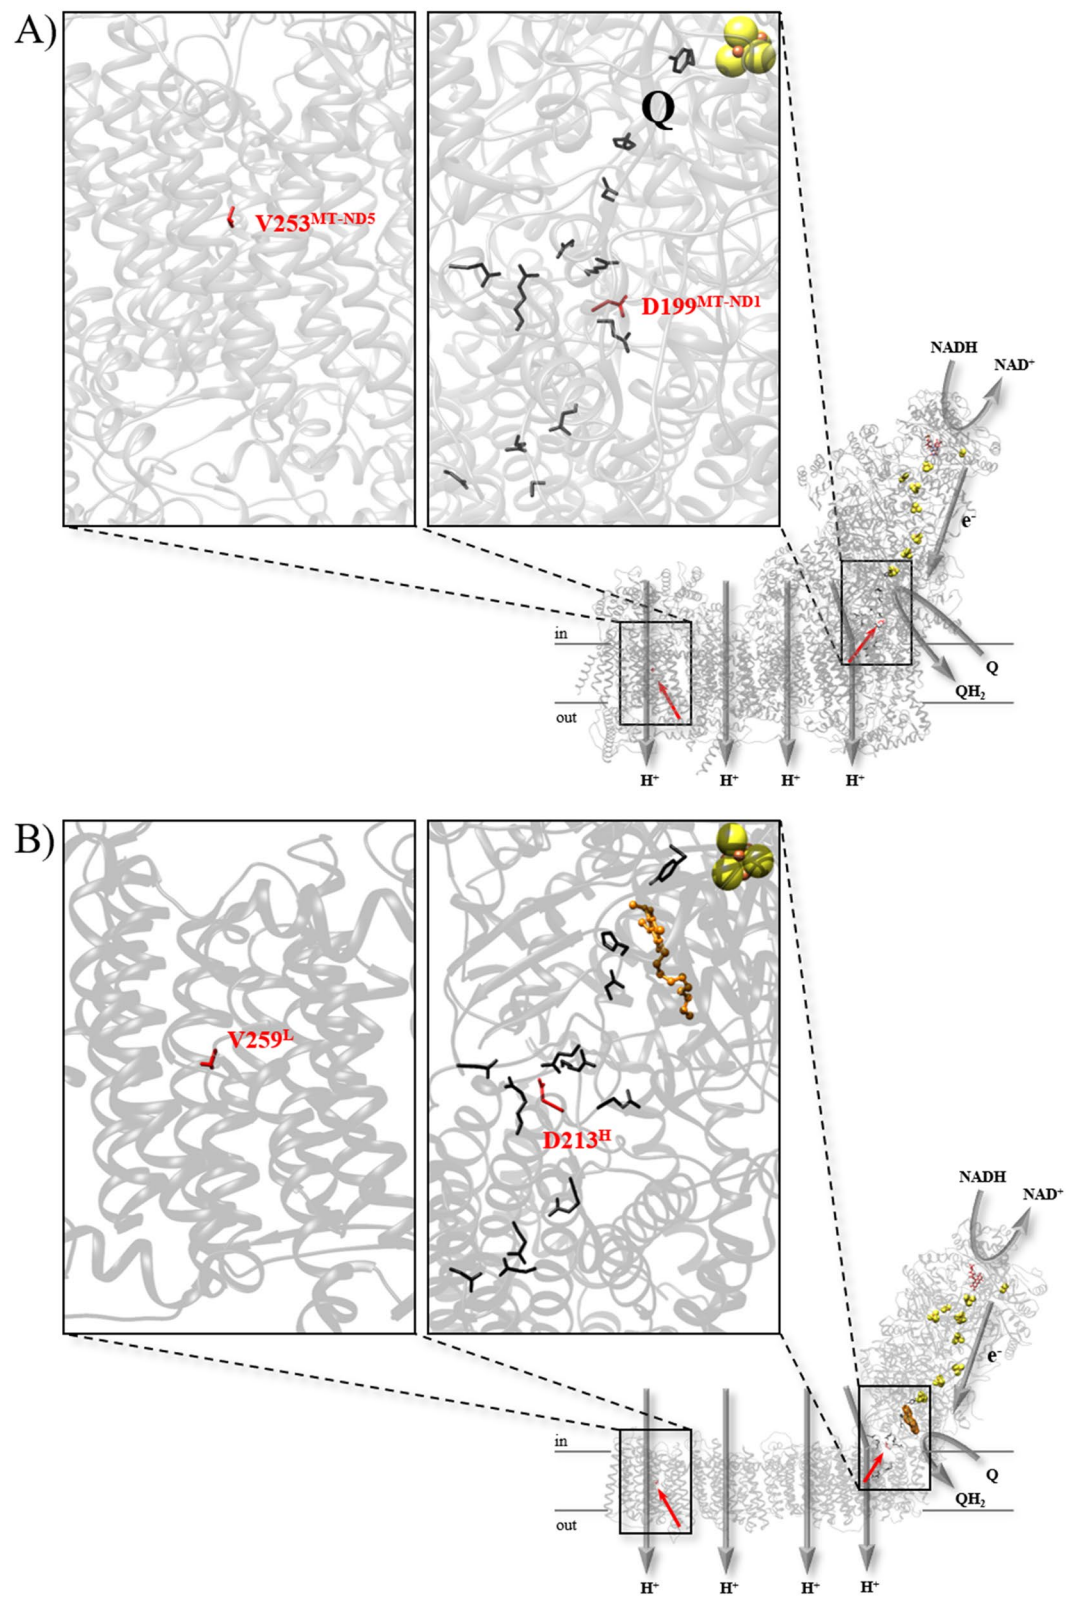 A)
Q
V253MT-ND5
D199MT-ND1
NADH
NAD+
e-
in
Q
QH2
out
H+ H+ H+ H+
B)
V259L
D213H
NADH
NAD+
e-
in
Q
QH2
out
H+ H+ H+ H+